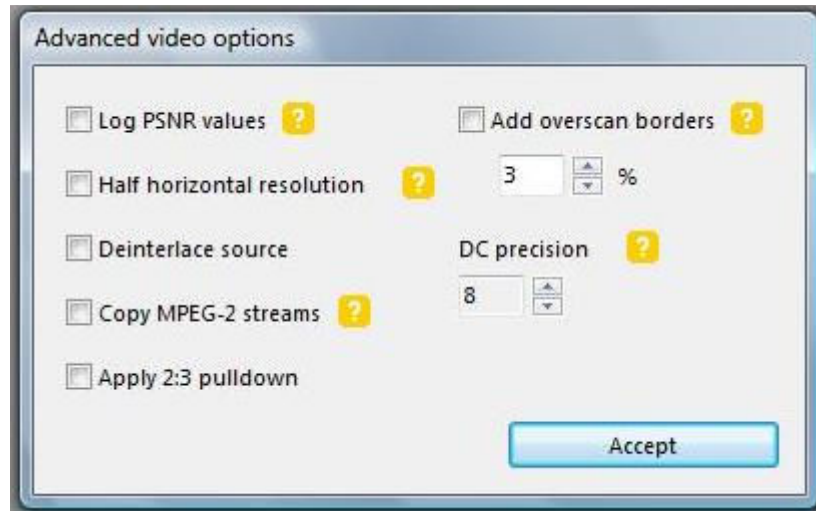 Advanced video options
Log PSNR values ?
Add overscan borders ?
Half horizontal resolution ?
3 %
Deinterlace source
DC precision ?
8
Copy MPEG-2 streams ?
Apply 2:3 pulldown
Accept